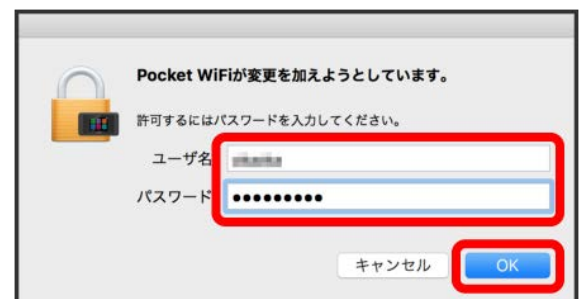 Pocket WiFiが変更を加えようとしています。
許可するにはパスワードを入力してください。
ユーザ名
パスワード ●●●●●●●●●
キャンセル OK